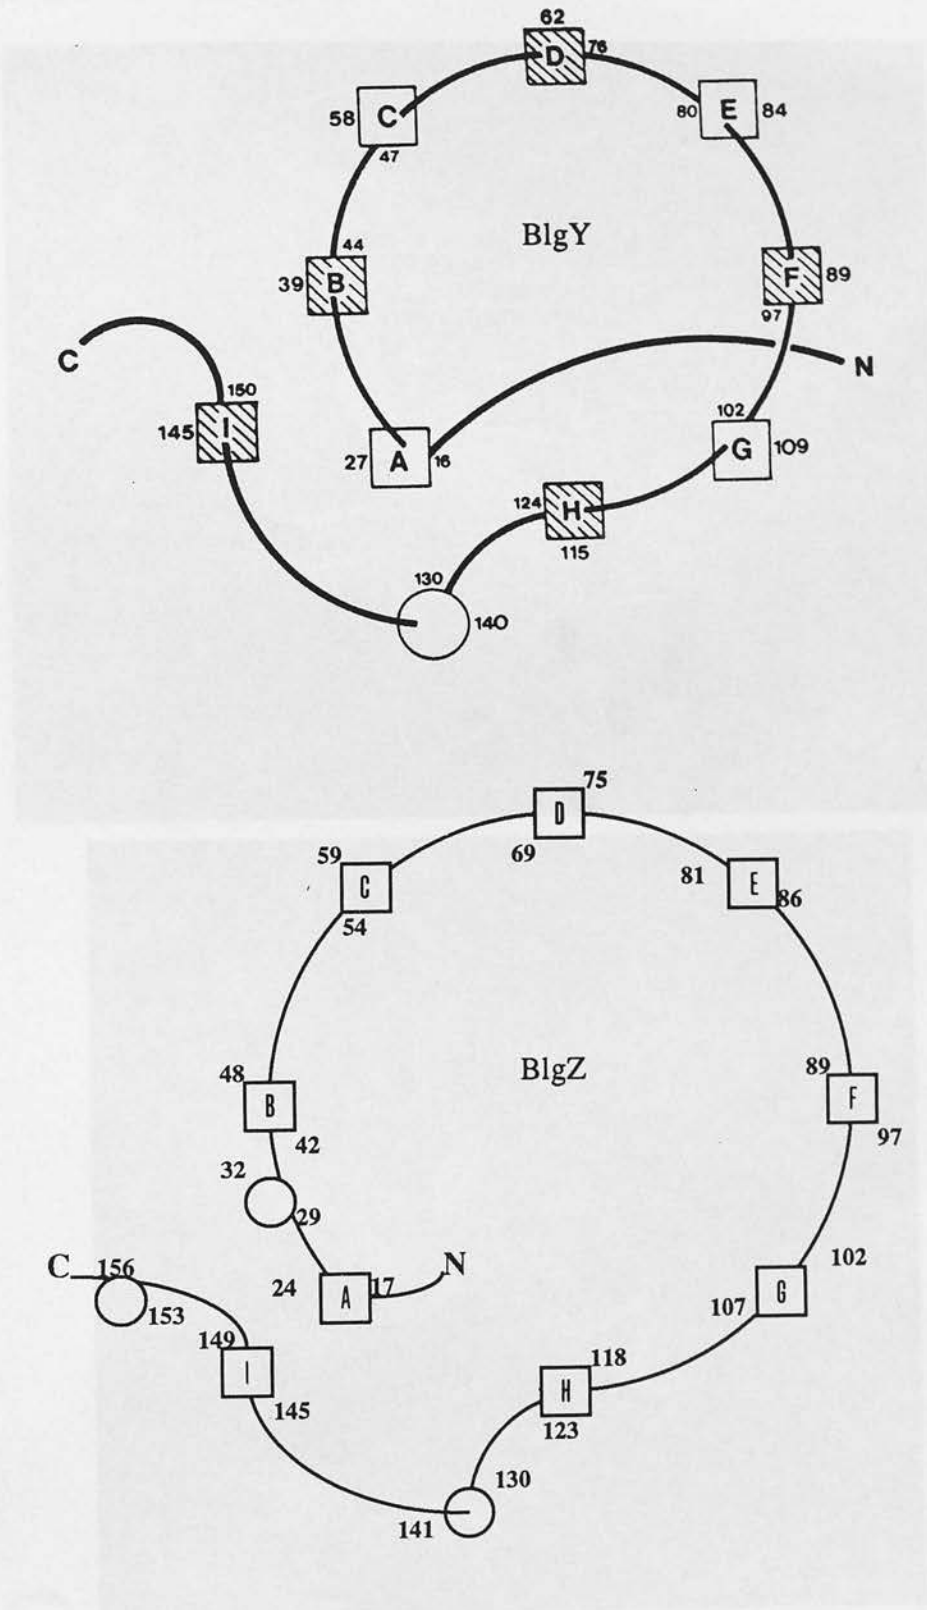 62
D 76
58 C 80 E 84
47
BlgY
44
39 B F 89
97
C N
150 102
145 I 27 A 16 G 109
124 H
115
130
140
75
D
59 69 81 E
C 86
54
48 BlgZ 89
B F
42 97
32
29
C 156 N 102
24 A 17 G
153 107
149 118
I H
145 123
130
141